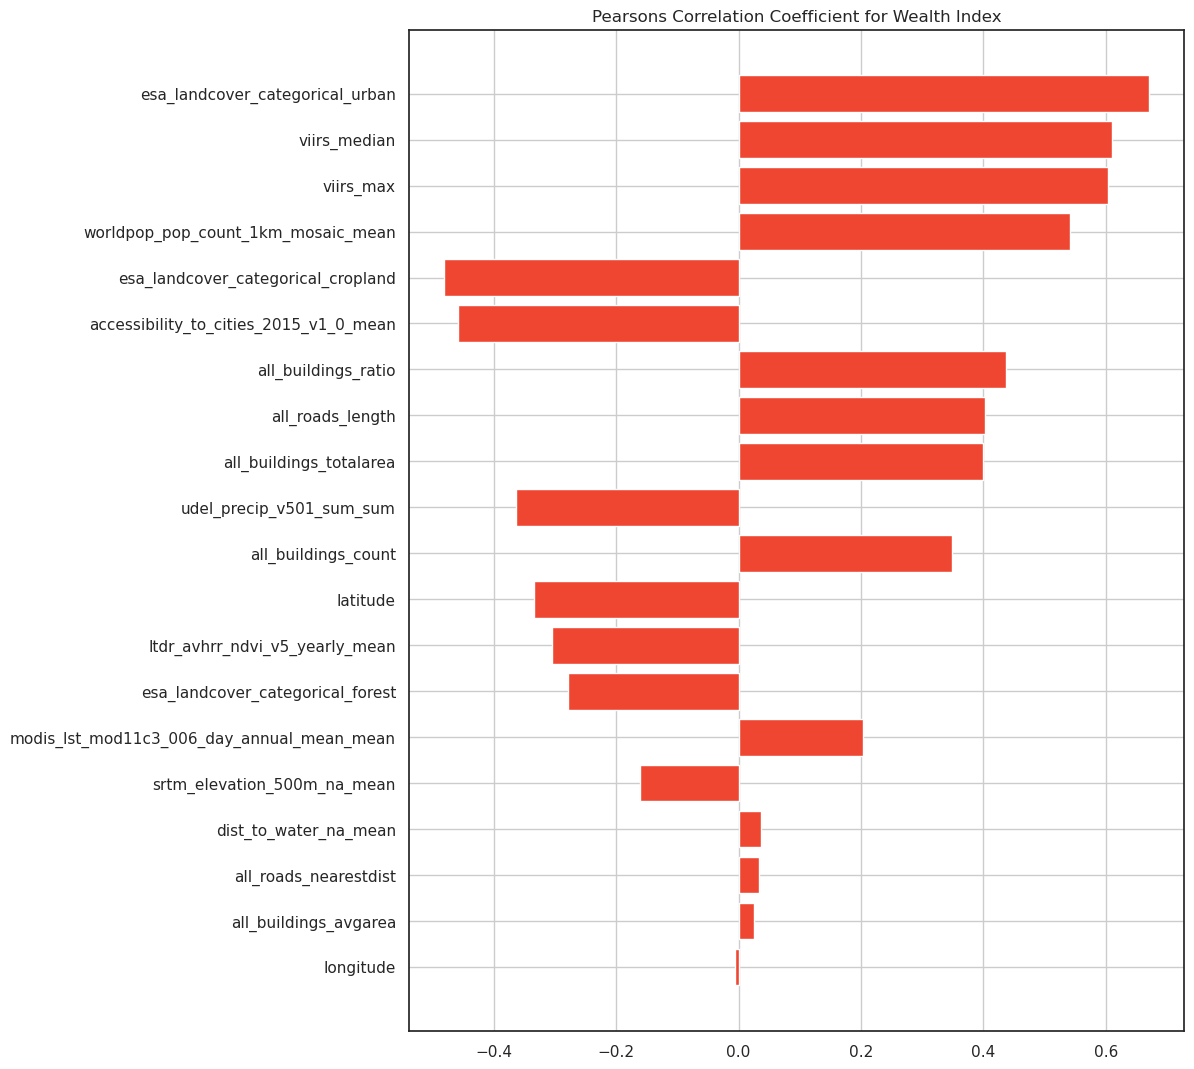 Pearsons Correlation Coefficient for Wealth Index
esa_landcover_categorical_urban
viirs_median
viirs_max
worldpop_pop_count_1km_mosaic_mean
esa_landcover_categorical_cropland
accessibility_to_cities_2015_v1_0_mean
all_buildings_ratio
all_roads_length
all_buildings_totalarea
udel_precip_v501_sum_sum
all_buildings_count
latitude
ltdr_avhrr_ndvi_v5_yearly_mean
esa_landcover_categorical_forest
modis_lst_mod11c3_006_day_annual_mean_mean
srtm_elevation_500m_na_mean
dist_to_water_na_mean
all_roads_nearestdist
all_buildings_avgarea
longitude
−0.4 −0.2 0.0 0.2 0.4 0.6